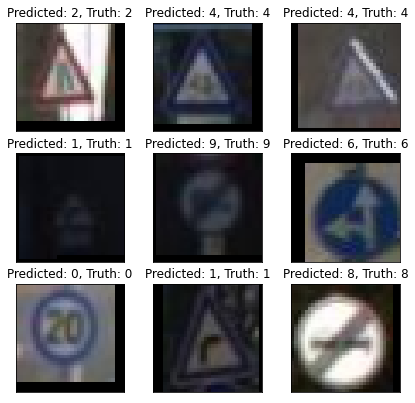 Predicted: 2, Truth: 2
Predicted: 4, Truth: 4
Predicted: 4, Truth: 4
Predicted: 1, Truth: 1
Predicted: 9, Truth: 9
Predicted: 6, Truth: 6
Predicted: 0, Truth: 0
Predicted: 1, Truth: 1
Predicted: 8, Truth: 8
20